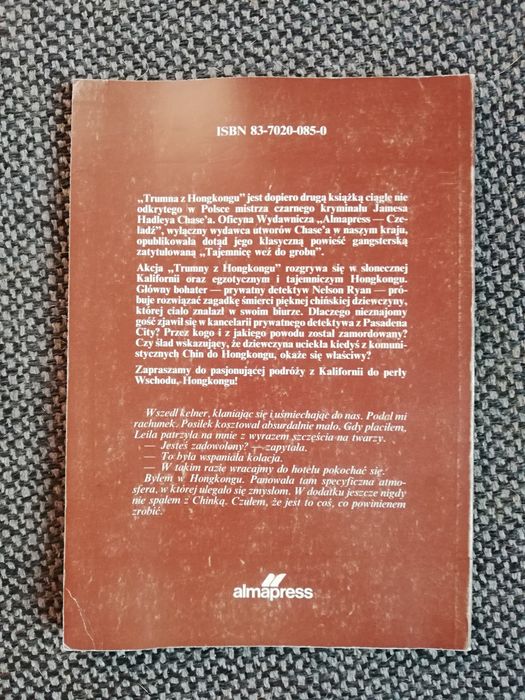 ISBN 83-7020-085-0
„Trumna z Hongkongu” jest dopiero drugą książką ciągle nie
odkrytego w Polsce mistrza czarnego kryminału Jamesa
Hadleya Chase'a. Oficyna Wydawnicza „Almapress — Cze-
ladź”, wyłączny wydawca utworów Chase'a w naszym kraju,
opublikowała dotąd jego klasyczną powieść gangsterską
zatytułowaną „Tajemnicę weź do grobu”.
Akcja „Trumny z Hongkongu” rozgrywa się w słonecznej
Kalifornii oraz egzotycznym i tajemniczym Hongkongu.
Główny bohater — prywatny detektyw Nelson Ryan — pró-
buje rozwiązać zagadkę śmierci pięknej chińskiej dziewczyny,
której ciało znalazł w swoim biurze. Dlaczego nieznajomy
gość zjawił się w kancelarii prywatnego detektywa z Pasadena
City? Przez kogo i z jakiego powodu został zamordowany?
Czy ślad wskazujący, że dziewczyna uciekła kiedyś z komuni-
stycznych Chin do Hongkongu, okaże się właściwy?
Zapraszamy do pasjonującej podróży z Kalifornii do perły
Wschodu, Hongkongu!
Wszedł kelner, kłaniając się i uśmiechając do nas. Podał mi
rachunek. Posiłek kosztował absurdalnie mało. Gdy płaciłem,
Leila patrzyła na mnie z wyrazem szczęścia na twarzy.
— Jesteś zadowolony? — zapytała.
— To była wspaniała kolacja.
— W takim razie wracajmy do hotelu pokochać się.
Byłem w Hongkongu. Panowała tam specyficzna atmo-
sfera, w której ulegało się zmysłom. W dodatku jeszcze nigdy
nie spałem z Chinką. Czułem, że jest to coś, co powinienem
zrobić.
almapress